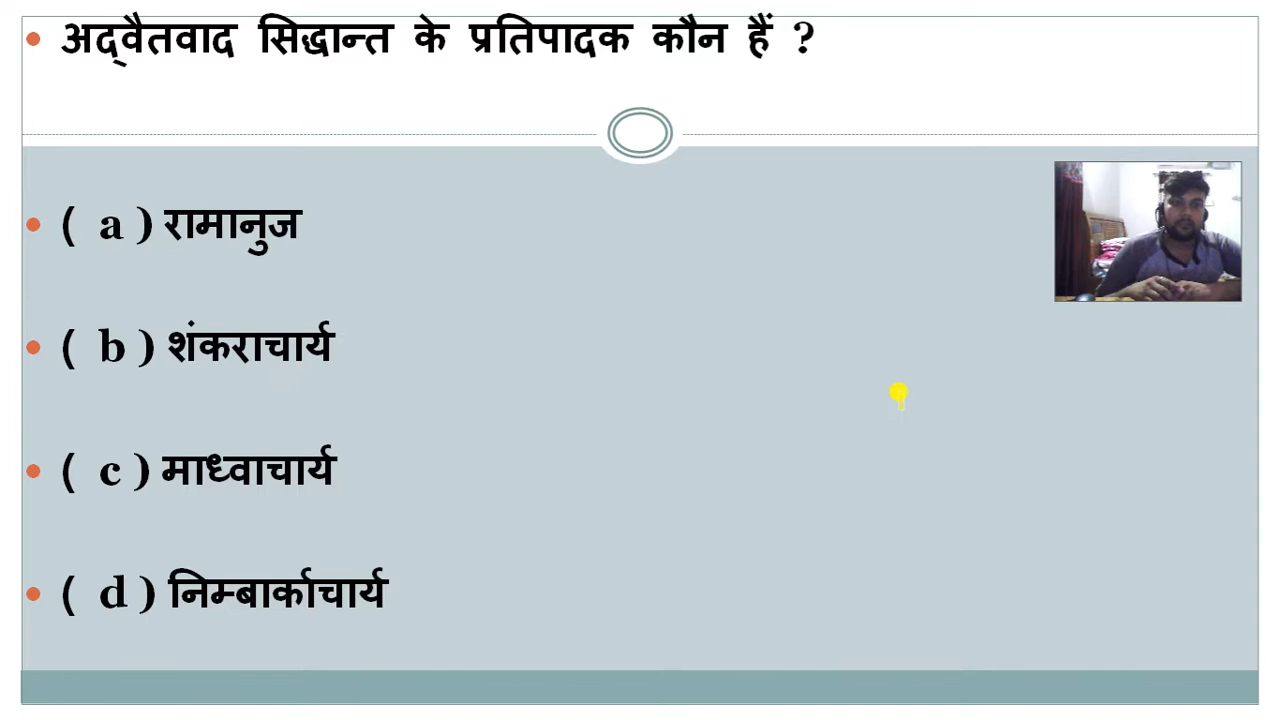 अद्वैतवाद सिद्धान्त के प्रतिपादक कौन हैं ?
( a ) रामानुज
( b ) शंकराचार्य
( c ) माध्वाचार्य
( d ) निम्बार्काचार्य